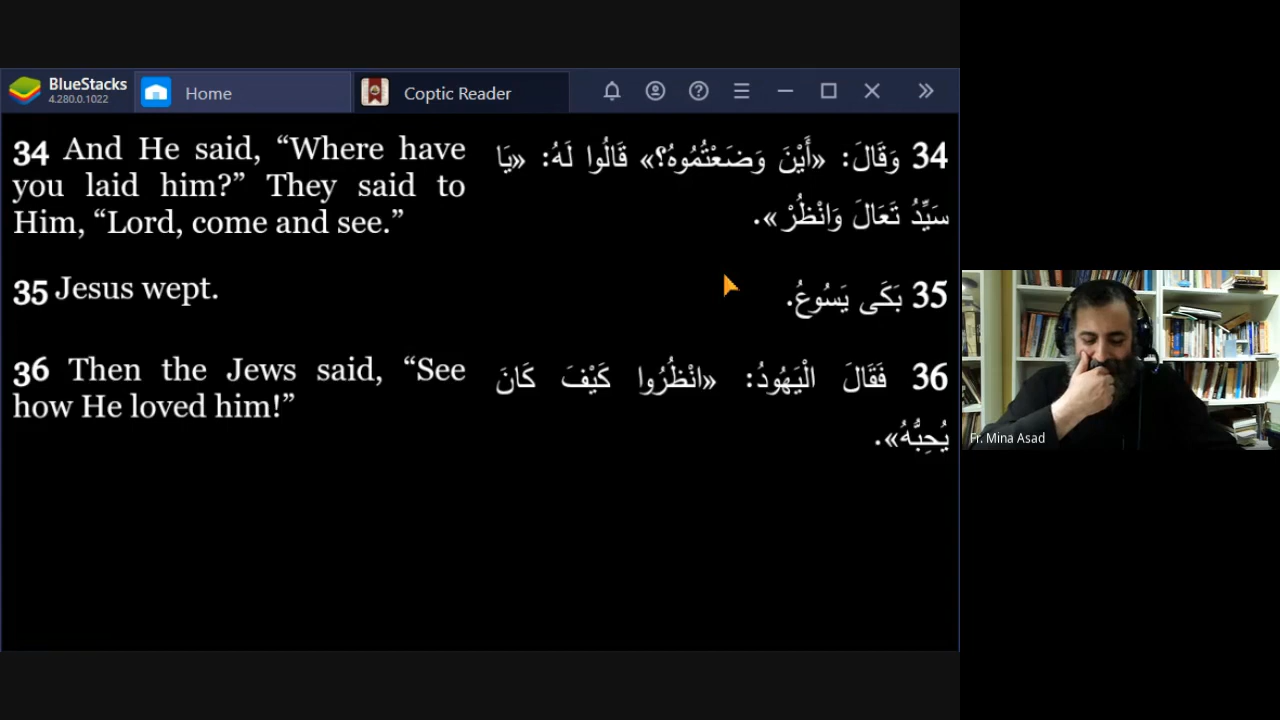 BlueStacks
4.280.0.1022
Home
Coptic Reader
34 And He said, “Where have
you laid him?” They said to
Him, “Lord, come and see.”
34 وَقَالَ: «أَيْنَ وَضَعْتُمُوهُ؟» قَالُوا لَهُ: «يَا
سَيِّدُ تَعَالَ وَانْظُرْ».
35 Jesus wept.
35 بَكَى يَسُوعُ.
36 Then the Jews said, “See
how He loved him!”
36 فَقَالَ الْيَهُودُ: «انْظُرُوا كَيْفَ كَانَ
يُحِبُّهُ».
Fr. Mina Asad